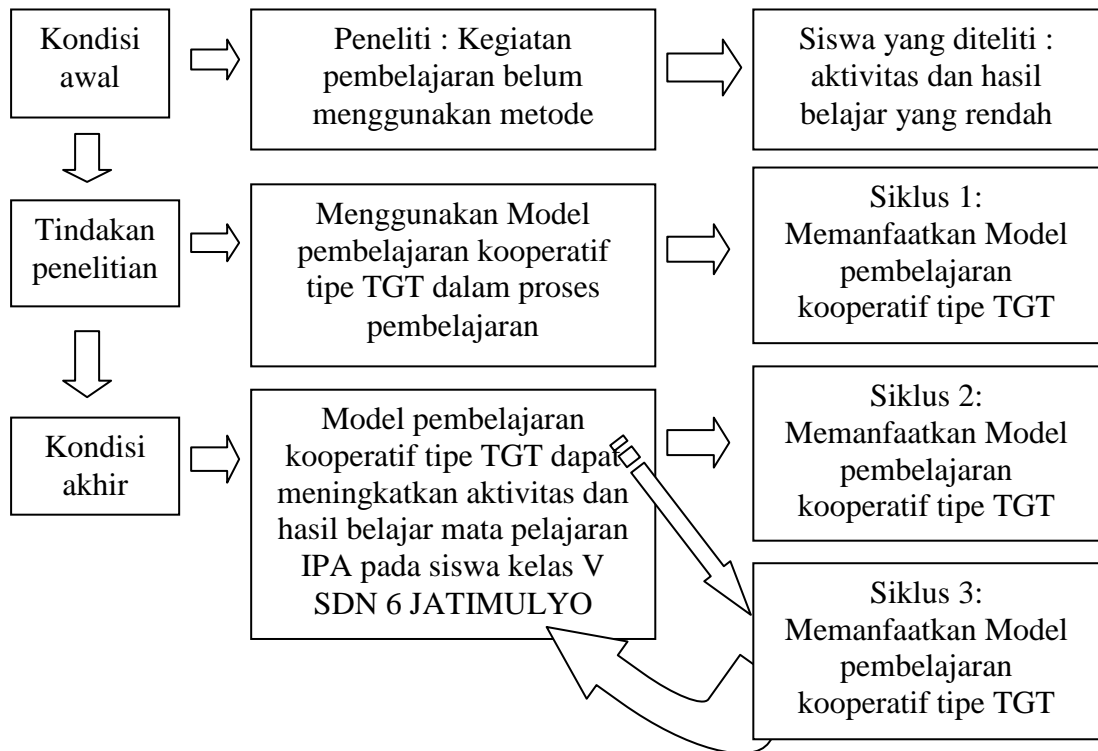 Kondisi
awal
Peneliti : Kegiatan
pembelajaran belum
menggunakan metode
Siswa yang diteliti :
aktivitas dan hasil
belajar yang rendah
Tindakan
penelitian
Menggunakan Model
pembelajaran kooperatif
tipe TGT dalam proses
pembelajaran
Siklus 1:
Memanfaatkan Model
pembelajaran
kooperatif tipe TGT
Kondisi
akhir
Model pembelajaran
kooperatif tipe TGT dapat
meningkatkan aktivitas dan
hasil belajar mata pelajaran
IPA pada siswa kelas V
SDN 6 JATIMULYO
Siklus 2:
Memanfaatkan Model
pembelajaran
kooperatif tipe TGT
Siklus 3:
Memanfaatkan Model
pembelajaran
kooperatif tipe TGT